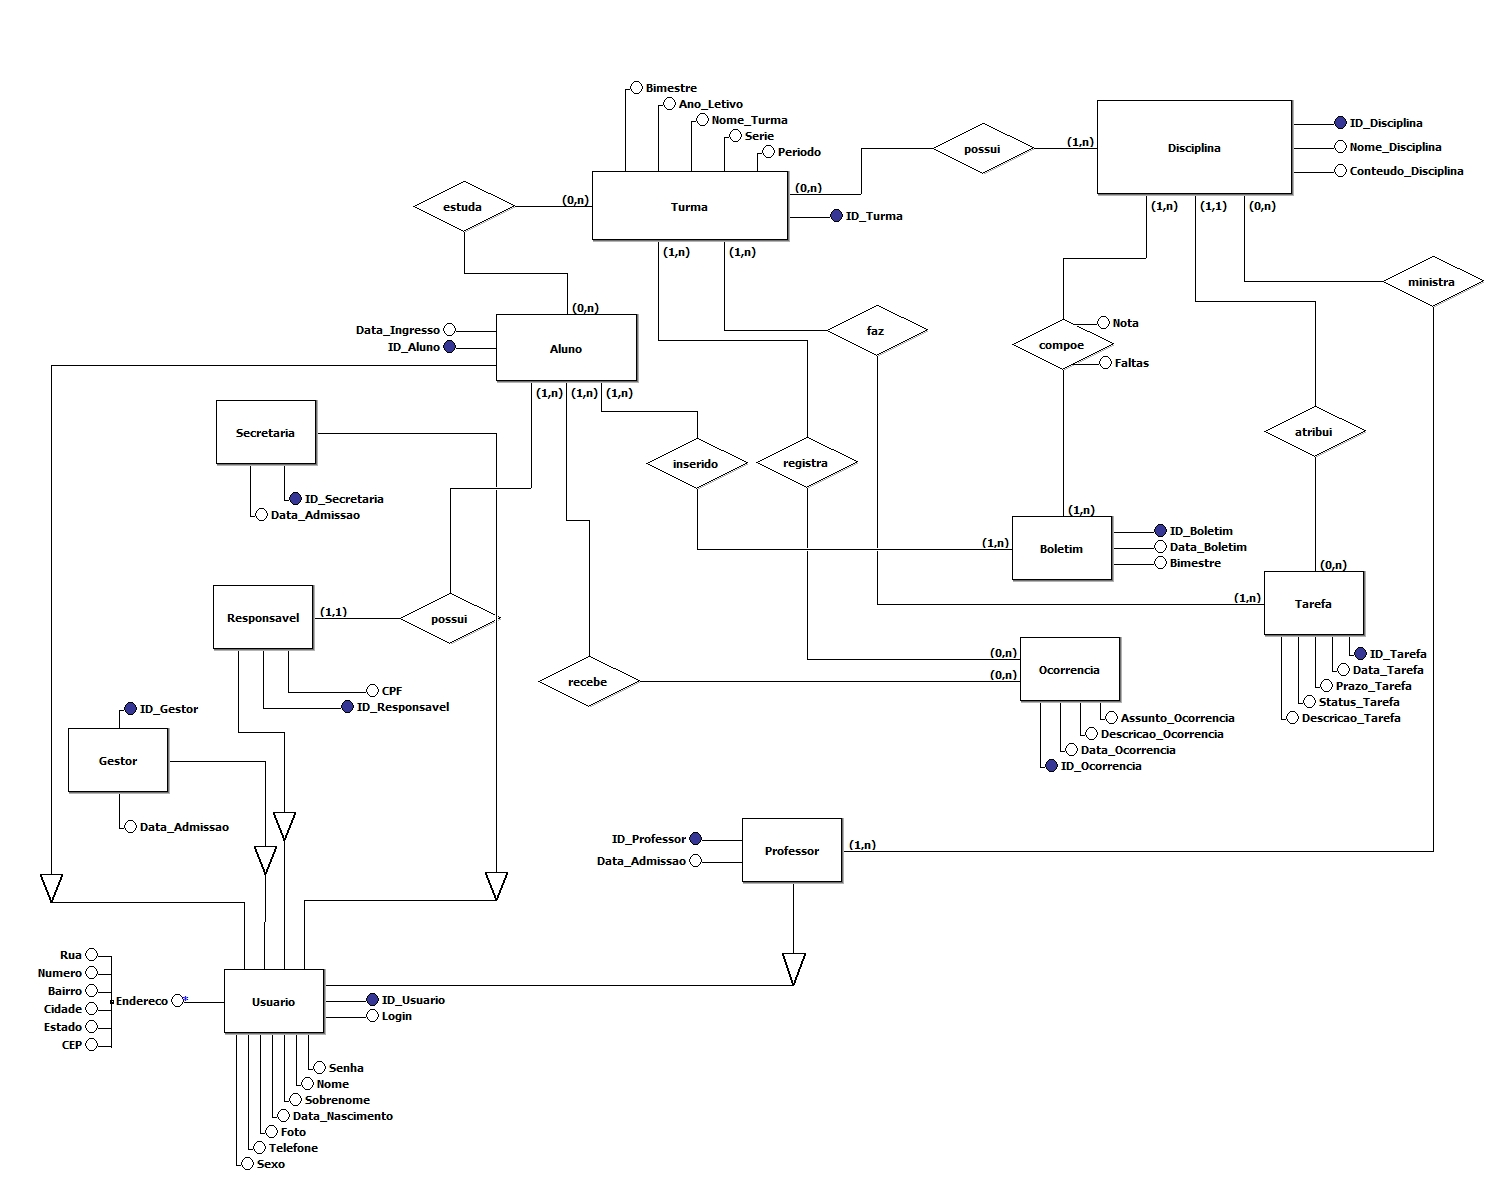 Bimestre
Ano_Letivo
Nome_Turma
Serie
Periodo
Turma
(0,n)
(0,n)
ID_Turma
(1,n)
(1,n)
estuda
possui
(1,n)
Disciplina
ID_Disciplina
Nome_Disciplina
Conteudo_Disciplina
(1,n)
(1,1)
(0,n)
ministra
faz
compoe
Nota
Faltas
(0,n)
Data_Ingresso
ID_Aluno
Aluno
(1,n)
(1,n)
(1,n)
Secretaria
ID_Secretaria
Data_Admissao
inserido
registra
atribui
(1,n)
(1,n)
Boletim
ID_Boletim
Data_Boletim
Bimestre
(0,n)
(1,n)
Tarefa
ID_Tarefa
Data_Tarefa
Prazo_Tarefa
Status_Tarefa
Descricao_Tarefa
Responsavel
(1,1)
possui
CPF
ID_Responsavel
recebe
(0,n)
(0,n)
Ocorrencia
Assunto_Ocorrencia
Descricao_Ocorrencia
Data_Ocorrencia
ID_Ocorrencia
ID_Gestor
Gestor
Data_Admissao
ID_Professor
Data_Admissao
Professor
(1,n)
Rua
Numero
Bairro
Cidade
Estado
CEP
Endereco
*
Usuario
ID_Usuario
Login
Senha
Nome
Sobrenome
Data_Nascimento
Foto
Telefone
Sexo